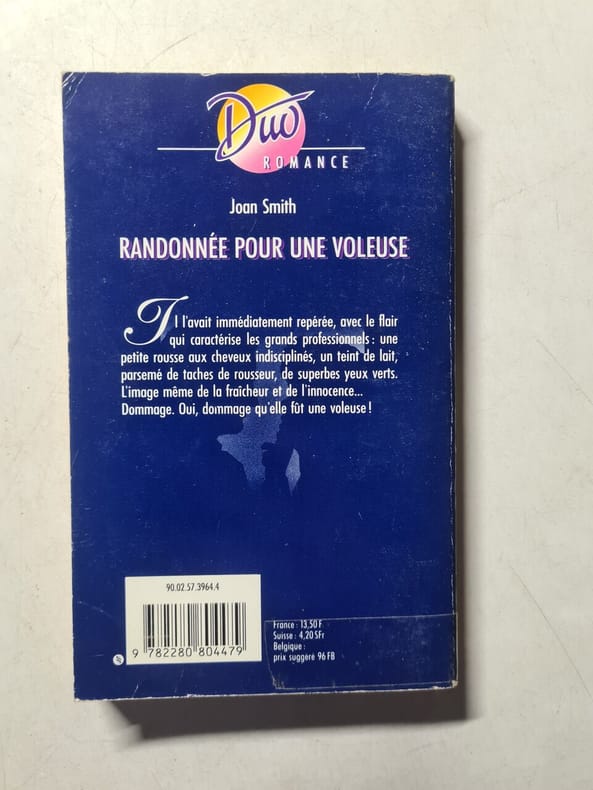 Duo
ROMANCE
Joan Smith
RANDONNÉE POUR UNE VOLEUSE
Il l'avait immédiatement repérée, avec le flair
qui caractérise les grands professionnels : une
petite rousse aux cheveux indisciplinés, un teint de lait,
parsemé de taches de rousseur, de superbes yeux verts.
L'image même de la fraîcheur et de l'innocence...
Dommage. Oui, dommage qu'elle fût une voleuse !
90.02.57.3964.4
9 782280 804479
France : 13,50 F
Suisse : 4,20 SFr
Belgique :
prix suggéré 96 FB